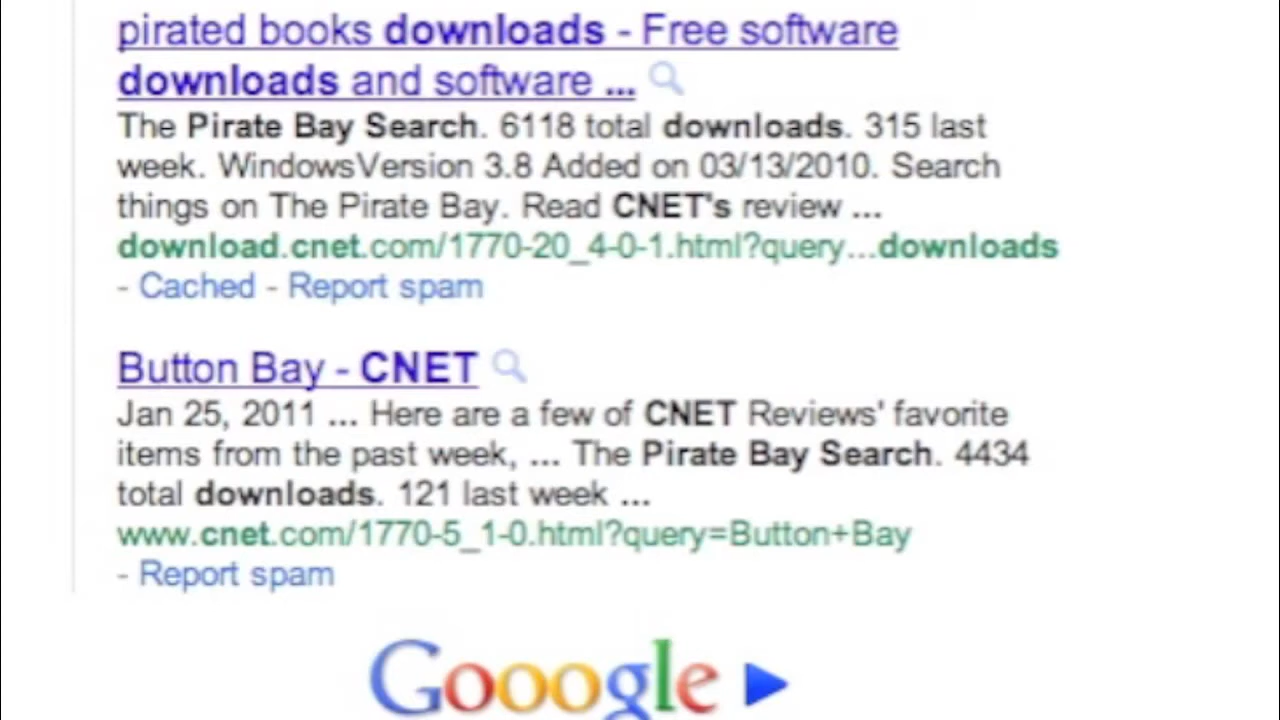 pirated books downloads - Free software
downloads and software ...
The Pirate Bay Search. 6118 total downloads. 315 last
week. WindowsVersion 3.8 Added on 03/13/2010. Search
things on The Pirate Bay. Read CNET's review ...
download.cnet.com/1770-20_4-0-1.html?query...downloads
- Cached - Report spam
Button Bay - CNET
Jan 25, 2011 ... Here are a few of CNET Reviews' favorite
items from the past week, ... The Pirate Bay Search. 4434
total downloads. 121 last week ...
www.cnet.com/1770-5_1-0.html?query=Button+Bay
- Report spam
Gooogle